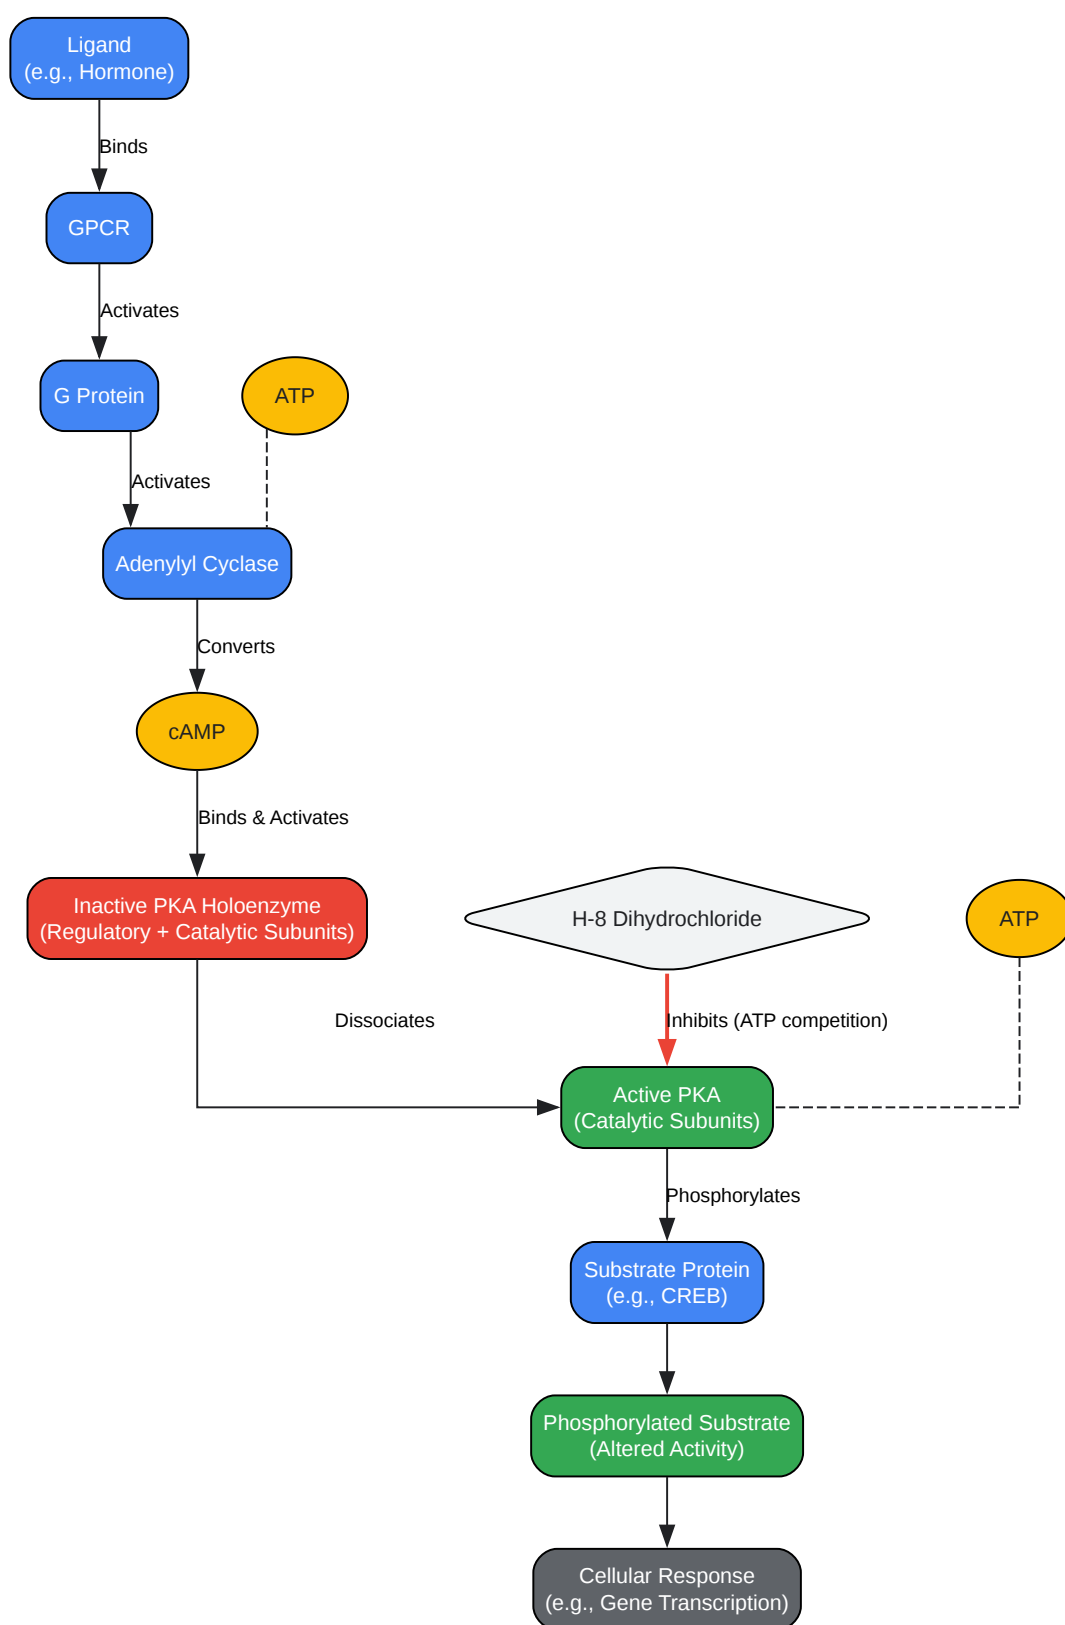 Ligand
(e.g., Hormone)
Binds
GPCR
Activates
G Protein
ATP
Activates
Adenylyl Cyclase
Converts
cAMP
Binds & Activates
Inactive PKA Holoenzyme
(Regulatory + Catalytic Subunits)
H-8 Dihydrochloride
ATP
Dissociates
Inhibits (ATP competition)
Active PKA
(Catalytic Subunits)
Phosphorylates
Substrate Protein
(e.g., CREB)
Phosphorylated Substrate
(Altered Activity)
Cellular Response
(e.g., Gene Transcription)